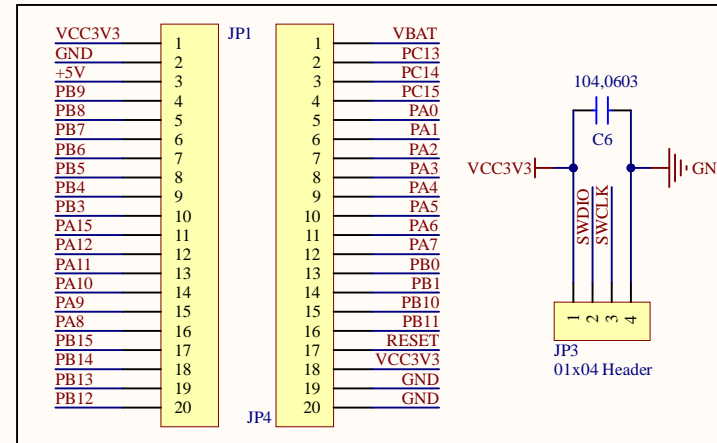 VCC3V3 1 JP1 1 VBAT
GND 2 2 PC13
+5V 3 3 PC14
PB9 4 4 PC15
PB8 5 5 PA0
PB7 6 6 PA1
PB6 7 7 PA2
PB5 8 8 PA3
PB4 9 9 PA4
PB3 10 10 PA5
PA15 11 11 PA6
PA12 12 12 PA7
PA11 13 13 PB0
PA10 14 14 PB1
PA9 15 15 PB10
PA8 16 16 PB11
PB15 17 17 RESET
PB14 18 18 VCC3V3
PB13 19 19 GND
PB12 20 JP4 20 GND
104,0603
C6
VCC3V3 GN
SWDIO
SWCLK
1 2 3 4
JP3
01x04 Header